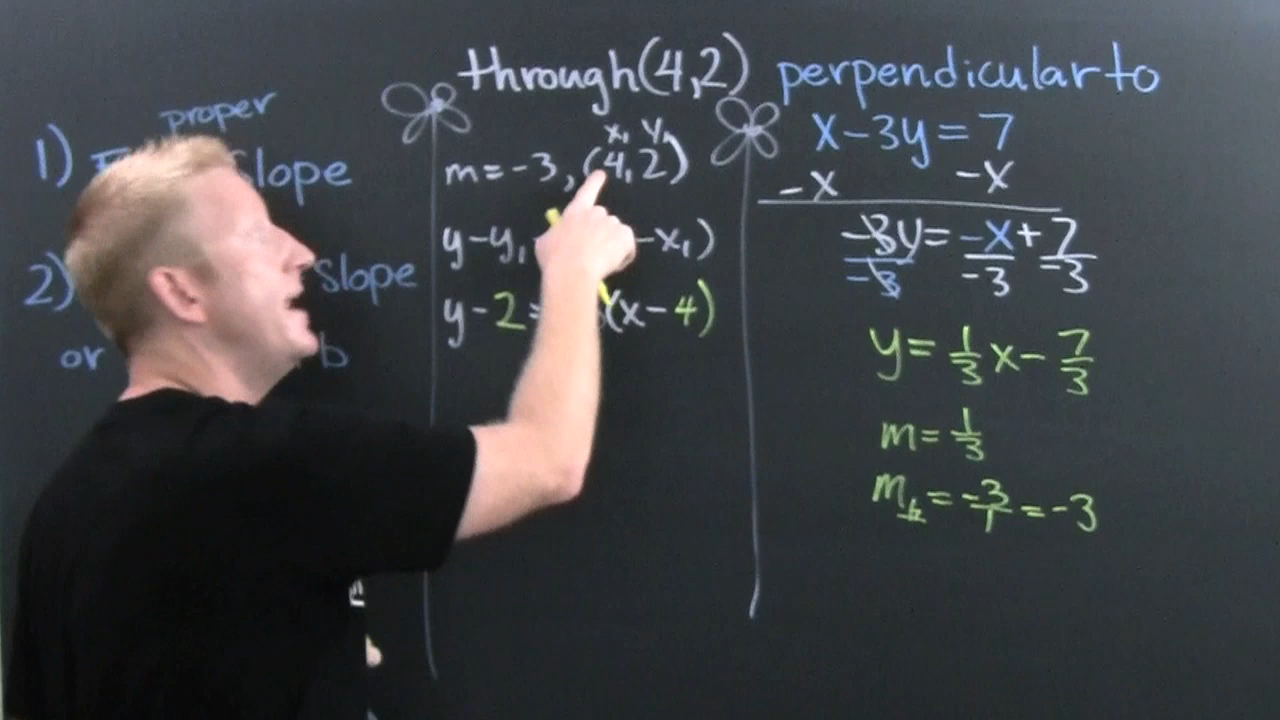 through(4,2) perpendicular to
proper
1) Slope
2) Slope
or b
x₁ y₁
m=-3, (4,2)
y-y₁ -x₁)
y-2= (x-4)
x-3y=7
-x -x
-3y= -x+7
-3 -3 -3
y= 1/3 x- 7/3
m= 1/3
m⊥= -3/1 = -3